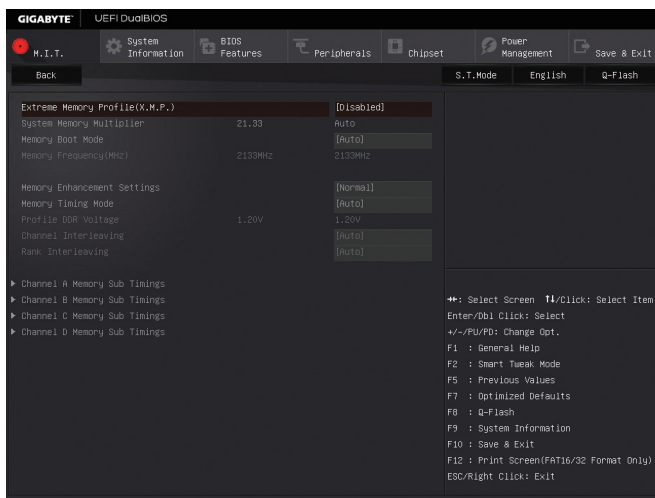 GIGABYTE™ UEFI DualBIOS
M.I.T. System Information BIOS Features Peripherals Chipset Power Management Save & Exit
Back S.T.Mode English Q-Flash
Extreme Memory Profile(X.M.P.) [Disabled]
System Memory Multiplier 21.33 Auto
Memory Boot Mode [Auto]
Memory Frequency(MHz) 2133MHz 2133MHz
Memory Enhancement Settings [Normal]
Memory Timing Mode [Auto]
Profile DDR Voltage 1.20V 1.20V
Channel Interleaving [Auto]
Rank Interleaving [Auto]
Channel A Memory Sub Timings
Channel B Memory Sub Timings
Channel C Memory Sub Timings
Channel D Memory Sub Timings
→←: Select Screen ↑↓/Click: Select Item
Enter/Dbl Click: Select
+/-/PU/PD: Change Opt.
F1 : General Help
F2 : Smart Tweak Mode
F5 : Previous Values
F7 : Optimized Defaults
F8 : Q-Flash
F9 : System Information
F10 : Save & Exit
F12 : Print Screen(FAT16/32 Format Only)
ESC/Right Click: Exit